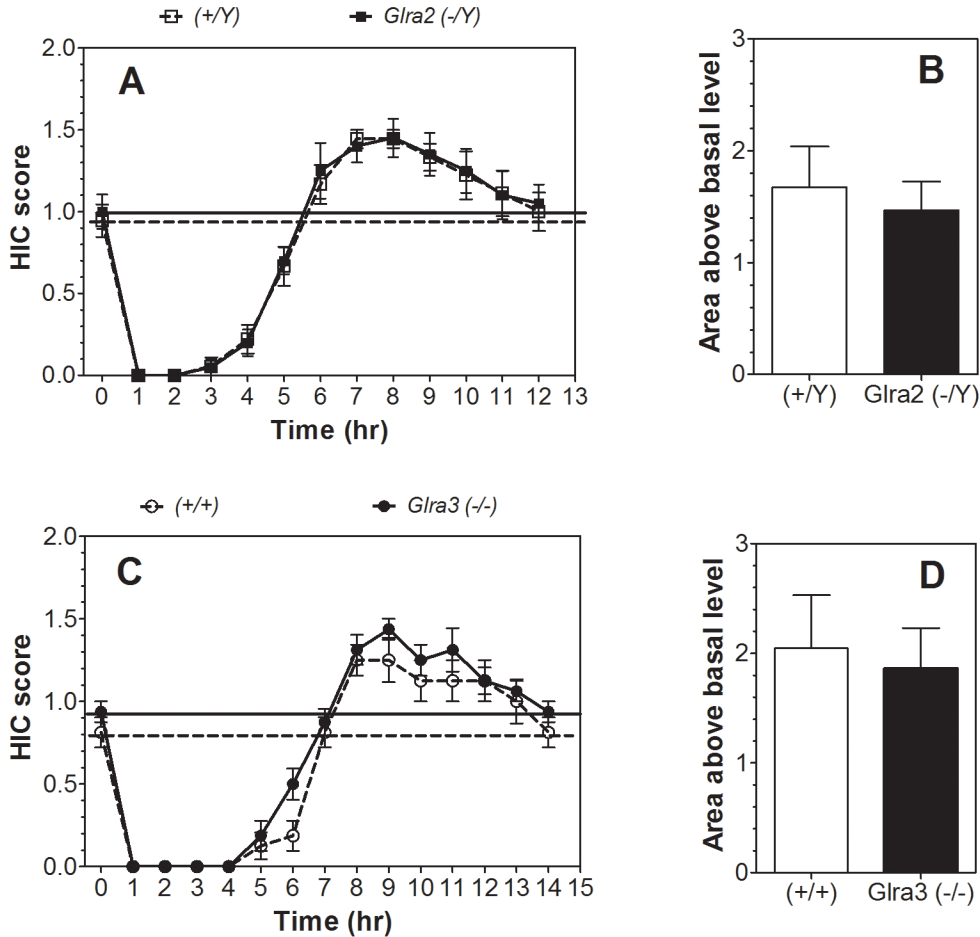 (+/Y) Glra2 (-/Y)
A
HIC score
2.0
1.5
1.0
0.5
0.0
0 1 2 3 4 5 6 7 8 9 10 11 12 13
Time (hr)
B
Area above basal level
3
2
1
0
(+/Y) Glra2 (-/Y)
(+/+) Glra3 (-/-)
C
HIC score
2.0
1.5
1.0
0.5
0.0
0 1 2 3 4 5 6 7 8 9 10 11 12 13 14 15
Time (hr)
D
Area above basal level
3
2
1
0
(+/+) Glra3 (-/-)